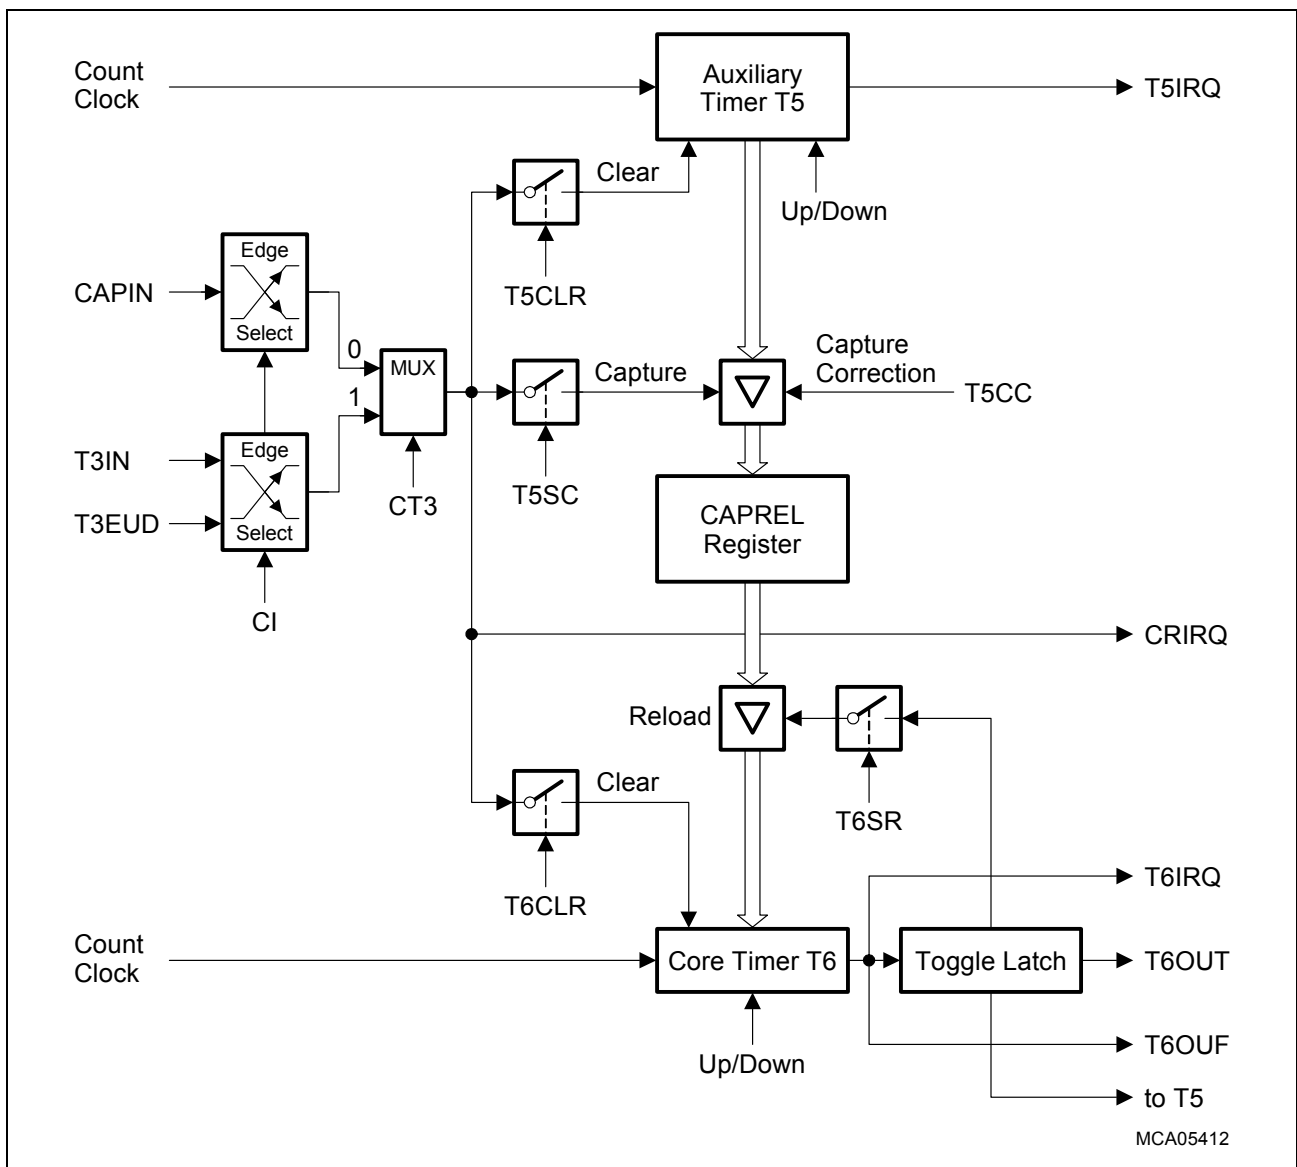 Count
Clock
Auxiliary
Timer T5
T5IRQ
Clear
Up/Down
T5CLR
Edge
Select
CAPIN
0
1
MUX
Capture
Capture
Correction
T5CC
T3IN
T3EUD
Edge
Select
CT3
T5SC
CAPREL
Register
CI
CRIRQ
Reload
T6SR
Clear
T6CLR
T6IRQ
Count
Clock
Core Timer T6
Toggle Latch
T6OUT
Up/Down
T6OUF
to T5
MCA05412